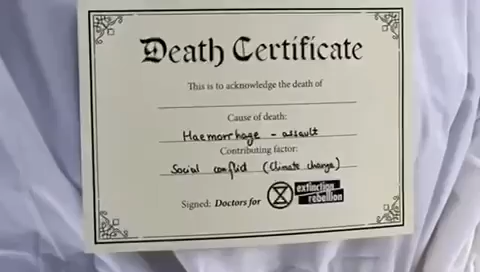 Death Certificate
This is to acknowledge the death of
Cause of death:
Haemorrhage - assault
Contributing factor:
Social conflict (Climate change)
Signed: Doctors for extinction
rebellion